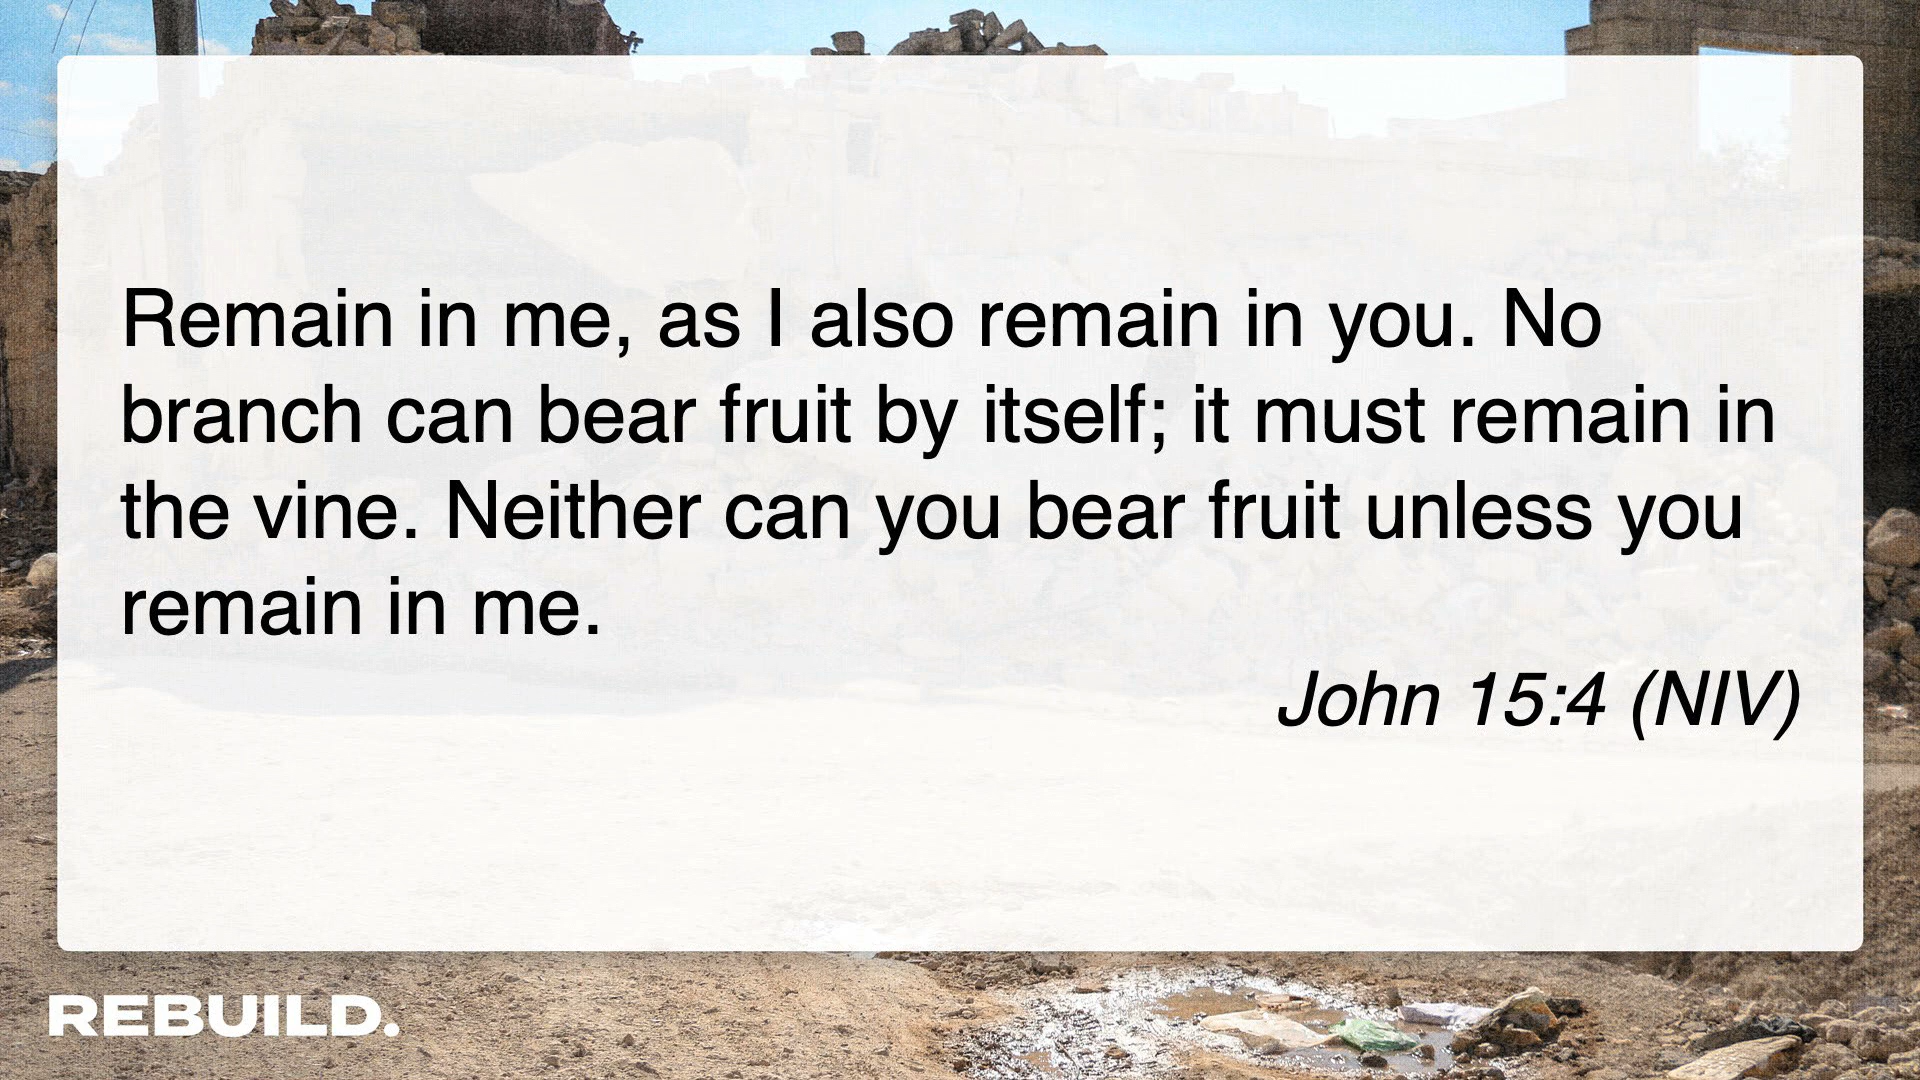 Remain in me, as I also remain in you. No
branch can bear fruit by itself; it must remain in
the vine. Neither can you bear fruit unless you
remain in me.
John 15:4 (NIV)
REBUILD.